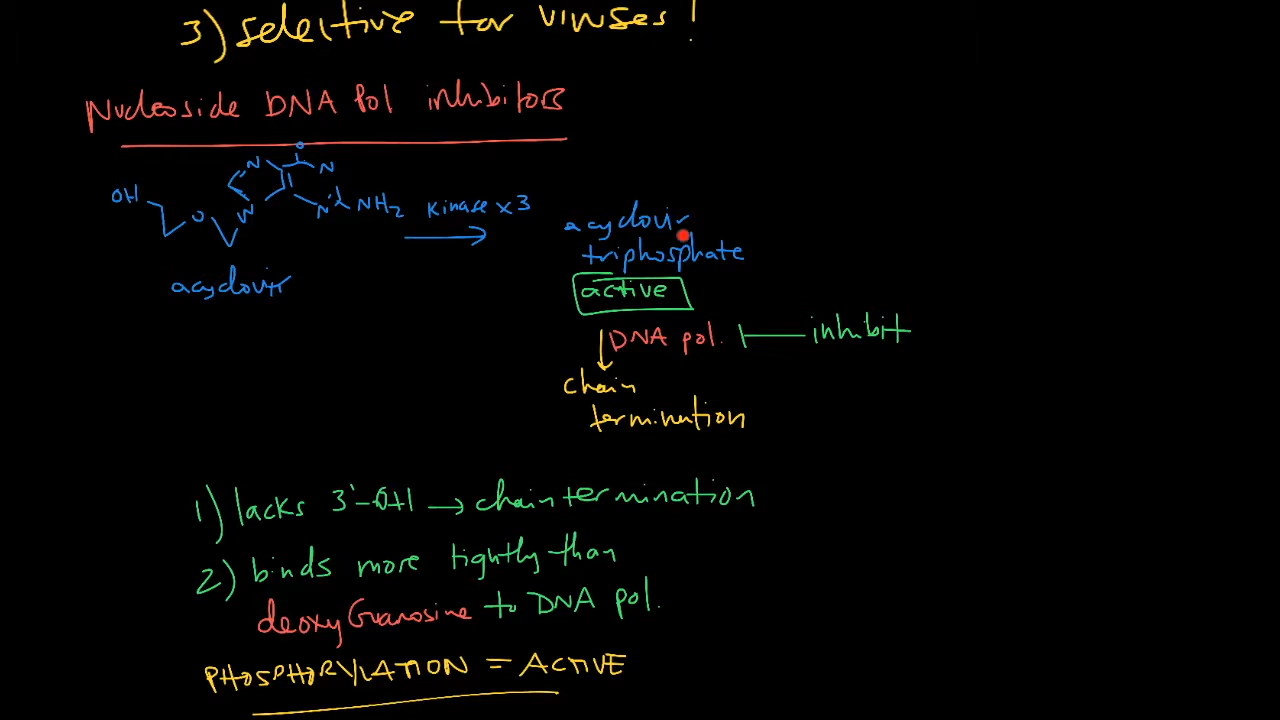 3) selective for viruses!
Nucleoside DNA Pol inhibitors
O
N N
OH O N N NH2 Kinase x3
acyclovir
acyclovir
triphosphate
active
DNA pol. inhibit
chain
termination
1) lacks 3'-OH → chain termination
2) binds more tightly than
deoxyGuanosine to DNA pol.
PHOSPHORYLATION = ACTIVE